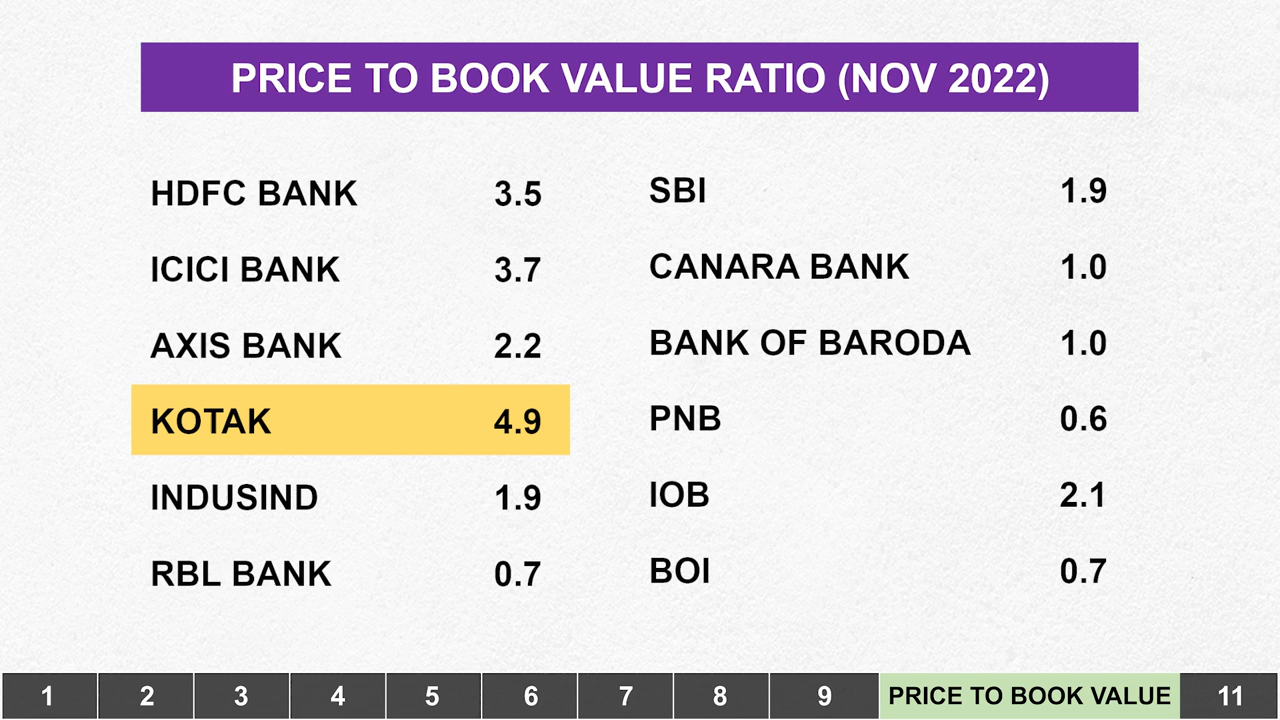 PRICE TO BOOK VALUE RATIO (NOV 2022)
HDFC BANK 3.5
ICICI BANK 3.7
AXIS BANK 2.2
KOTAK 4.9
INDUSIND 1.9
RBL BANK 0.7
SBI 1.9
CANARA BANK 1.0
BANK OF BARODA 1.0
PNB 0.6
IOB 2.1
BOI 0.7
1 2 3 4 5 6 7 8 9 PRICE TO BOOK VALUE 11